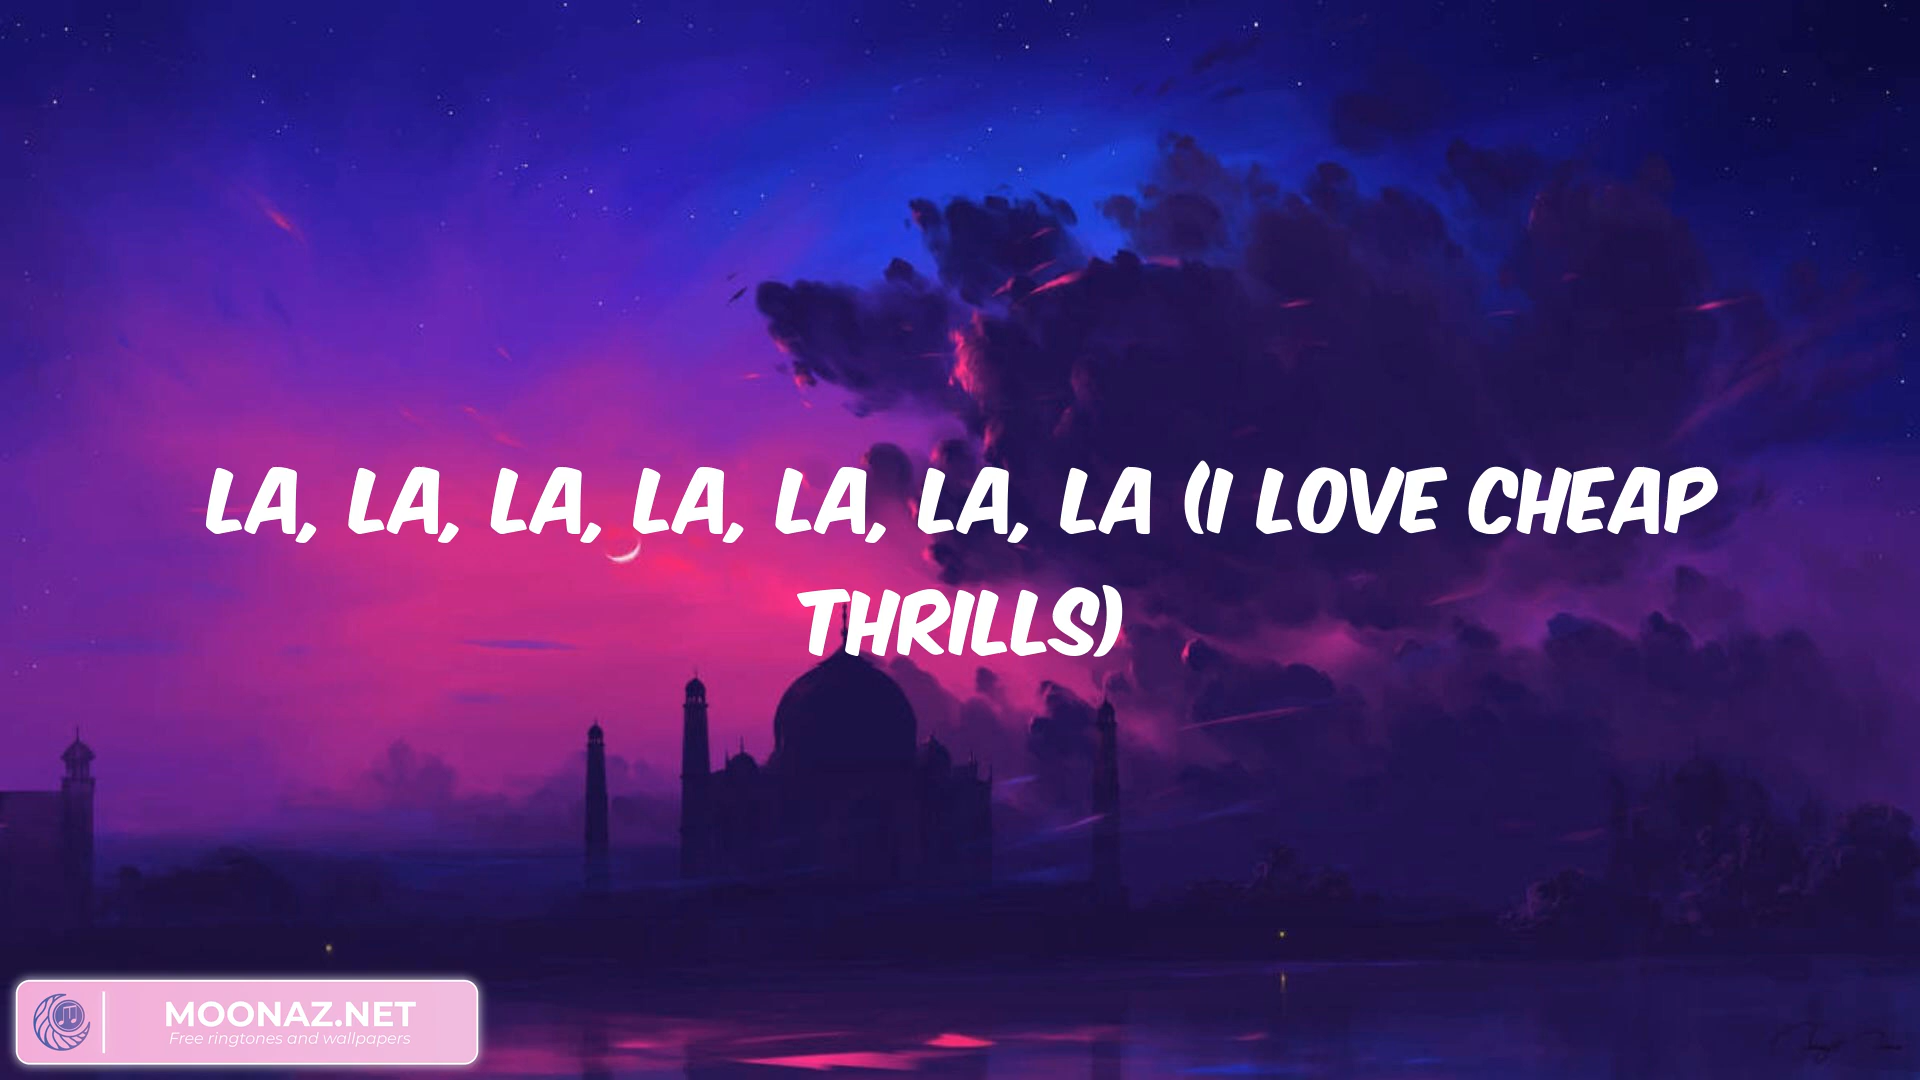 LA, LA, LA, LA, LA, LA, LA (I LOVE CHEAP
THRILLS)
MOONAZ.NET
Free ringtones and wallpapers